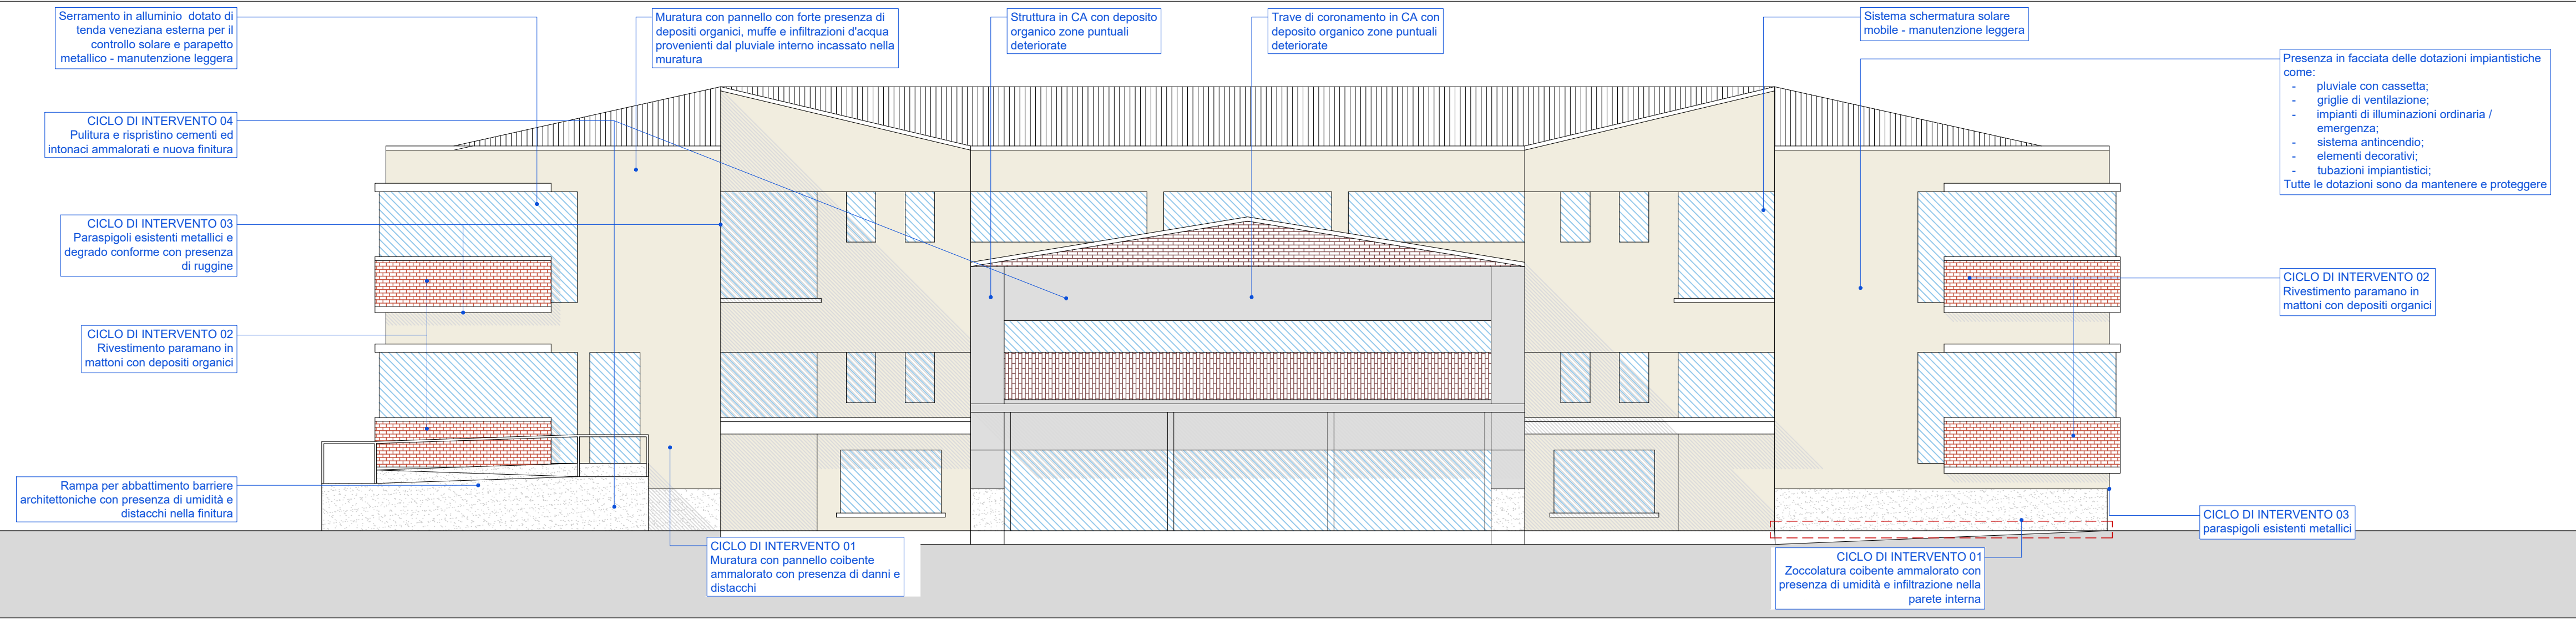 Serramento in alluminio  dotato di
tenda veneziana esterna per il
controllo solare e parapetto
metallico - manutenzione leggera
Muratura con pannello con forte presenza di
depositi organici, muffe e infiltrazioni d'acqua
provenienti dal pluviale interno incassato nella
muratura
Struttura in CA con deposito
organico zone puntuali
deteriorate
Trave di coronamento in CA con
deposito organico zone puntuali
deteriorate
Sistema schermatura solare
mobile - manutenzione leggera
Presenza in facciata delle dotazioni impiantistiche
come:
- pluviale con cassetta;
- griglie di ventilazione;
- impianti di illuminazioni ordinaria /
emergenza;
- sistema antincendio;
- elementi decorativi;
- tubazioni impiantistici;
Tutte le dotazioni sono da mantenere e proteggere
CICLO DI INTERVENTO 04
Pulitura e rispristino cementi ed
intonaci ammalorati e nuova finitura
CICLO DI INTERVENTO 03
Paraspigoli esistenti metallici e
degrado conforme con presenza
di ruggine
CICLO DI INTERVENTO 02
Rivestimento paramano in
mattoni con depositi organici
CICLO DI INTERVENTO 02
Rivestimento paramano in
mattoni con depositi organici
Rampa per abbattimento barriere
architettoniche con presenza di umidità e
distacchi nella finitura
CICLO DI INTERVENTO 01
Muratura con pannello coibente
ammalorato con presenza di danni e
distacchi
CICLO DI INTERVENTO 01
Zoccolatura coibente ammalorato con
presenza di umidità e infiltrazione nella
parete interna
CICLO DI INTERVENTO 03
paraspigoli esistenti metallici